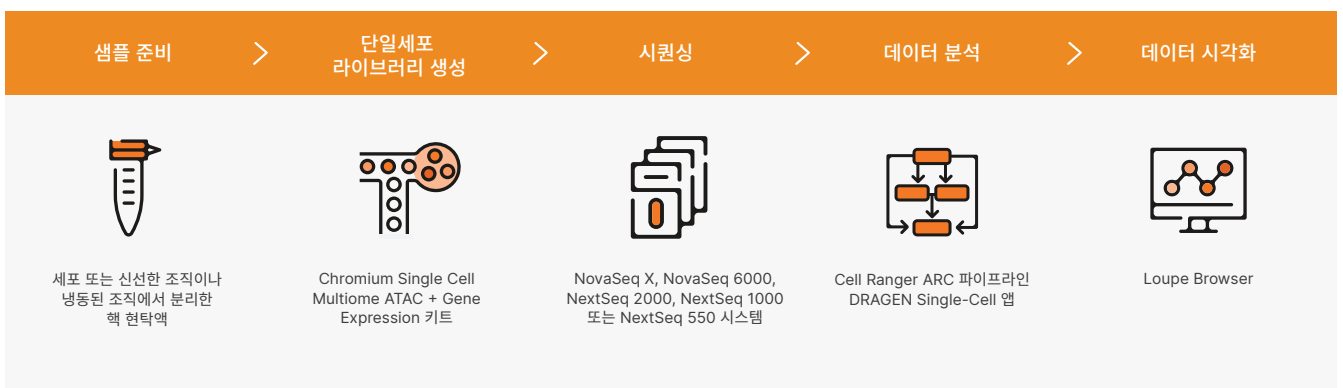 샘플 준비
단일세포
라이브러리 생성
시퀀싱
데이터 분석
데이터 시각화
세포 또는 신선한 조직이나
냉동된 조직에서 분리한
핵 현탁액
Chromium Single Cell
Multiome ATAC + Gene
Expression 키트
NovaSeq X, NovaSeq 6000,
NextSeq 2000, NextSeq 1000
또는 NextSeq 550 시스템
Cell Ranger ARC 파이프라인
DRAGEN Single-Cell 앱
Loupe Browser